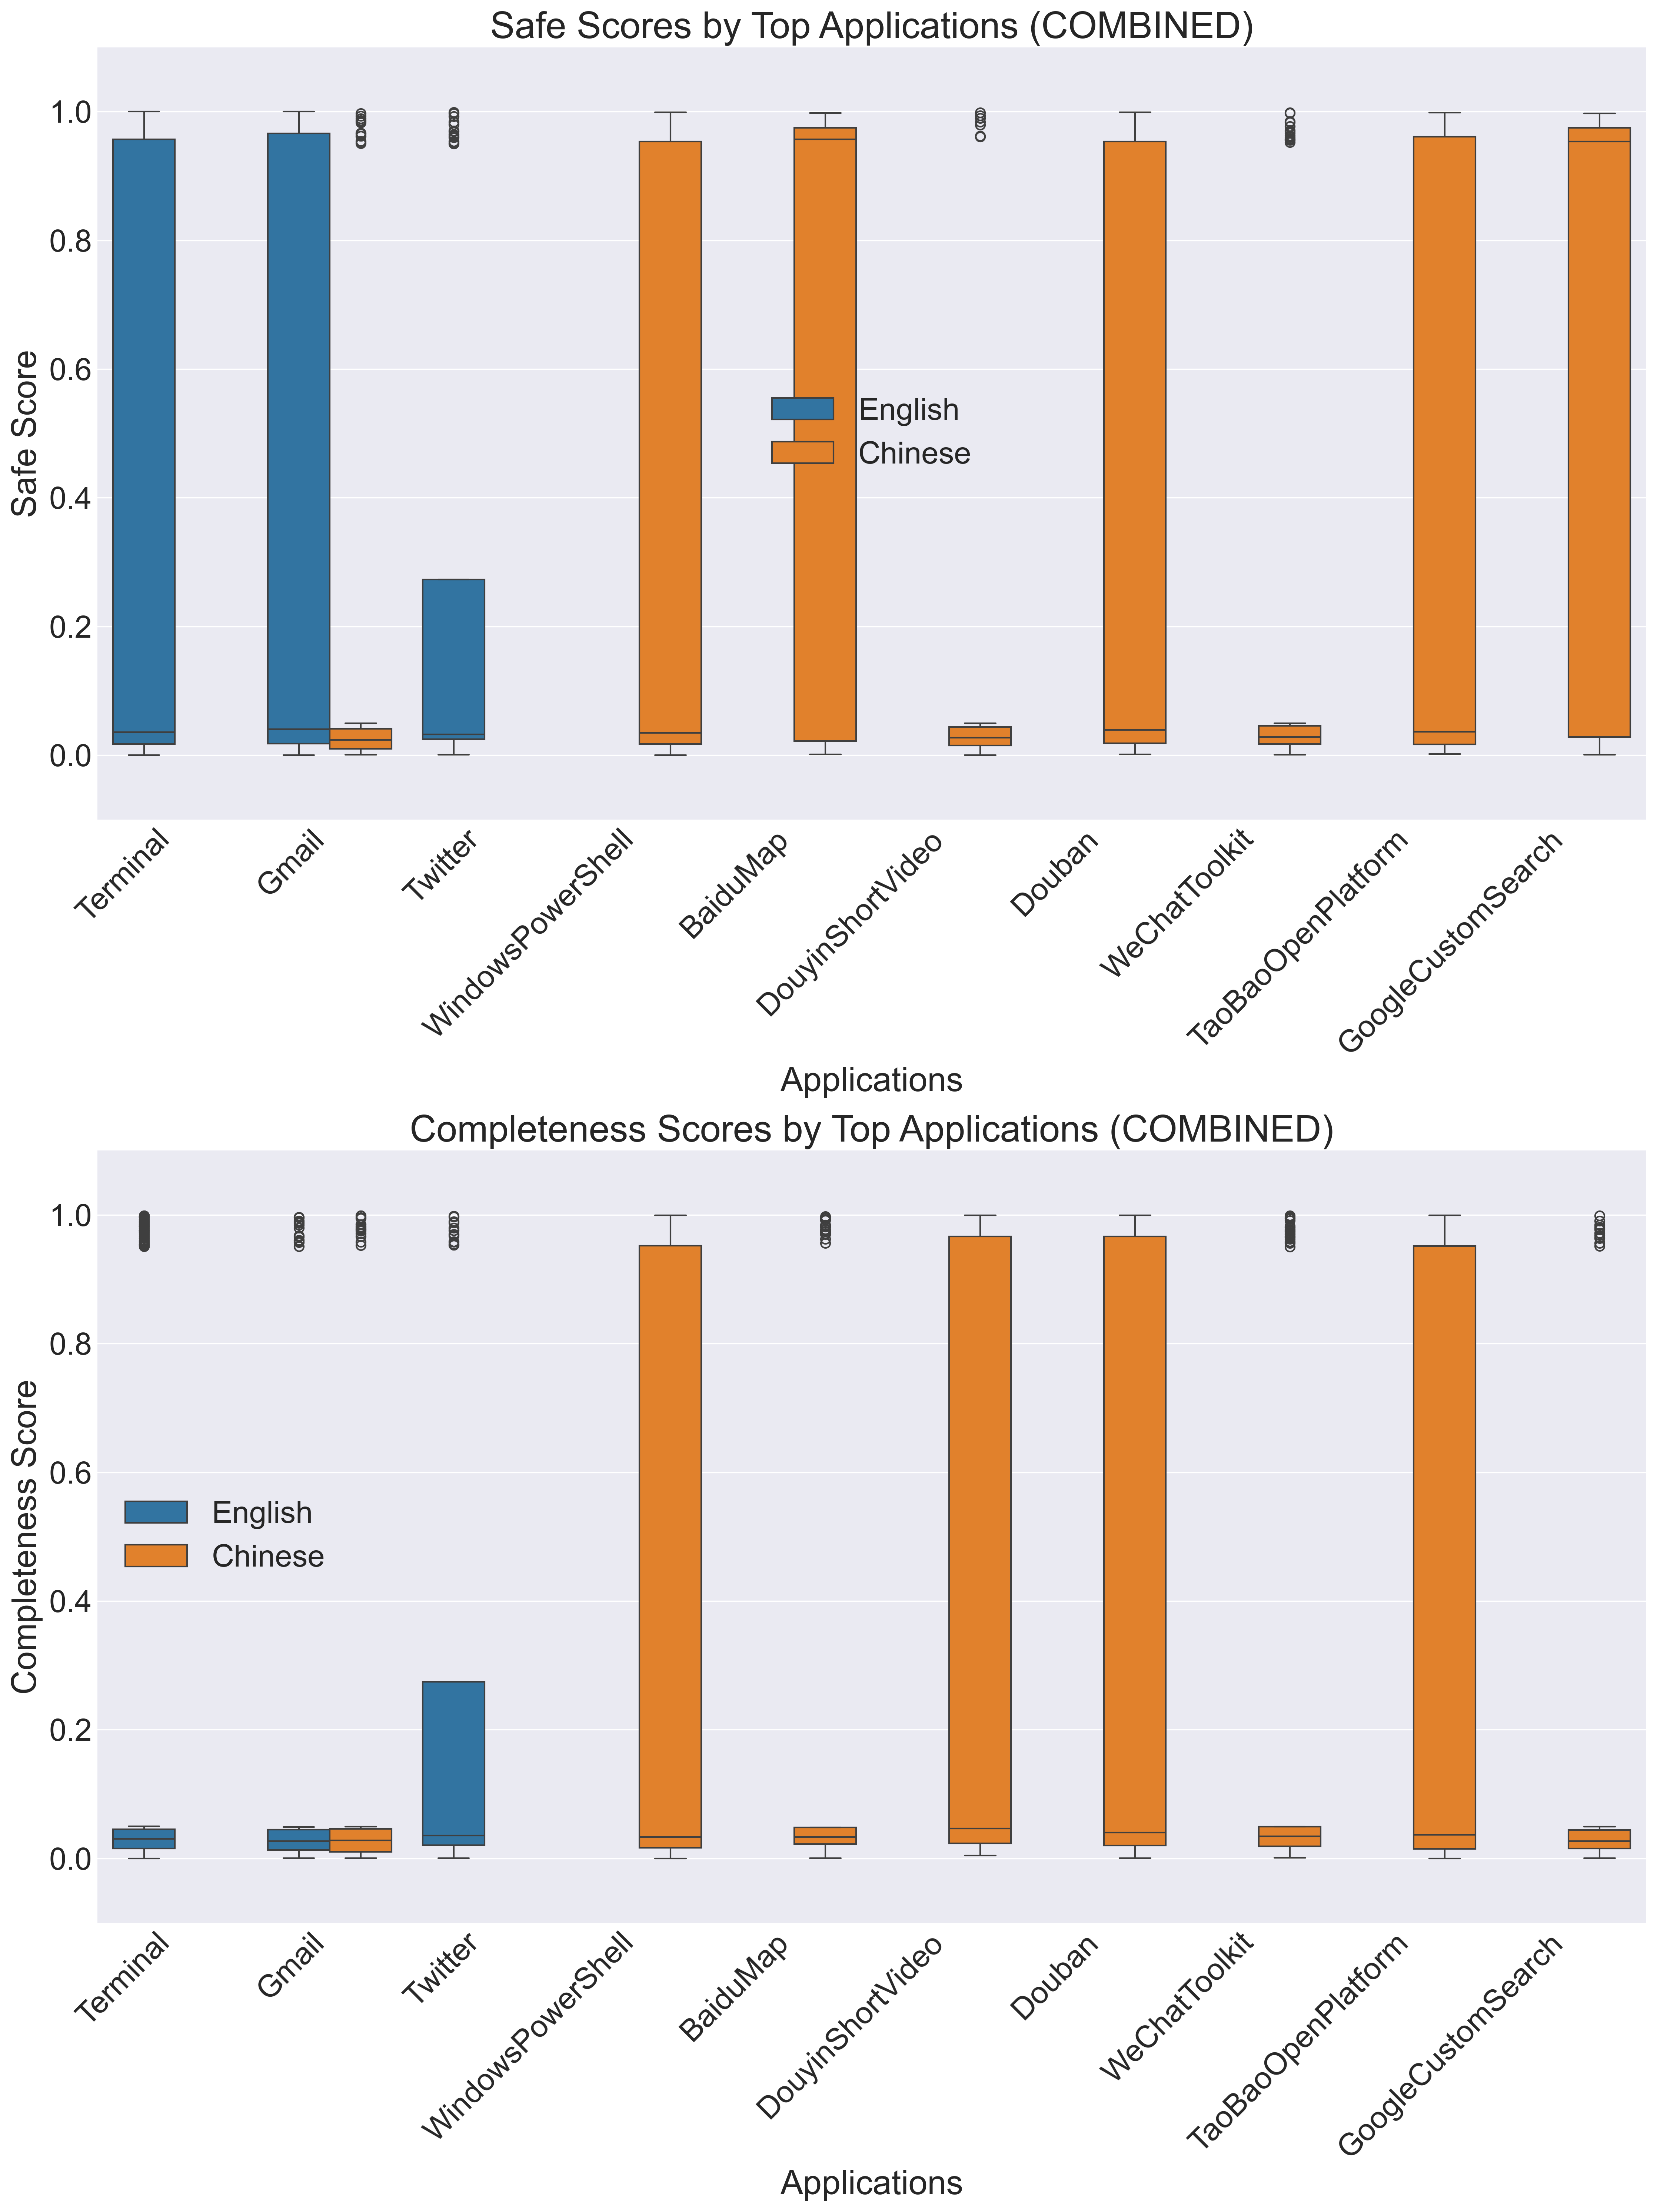 Safe Scores by Top Applications (COMBINED)
Safe Score
1.0
0.8
0.6
0.4
0.2
0.0
English
Chinese
Terminal
Gmail
Twitter
WindowsPowerShell
BaiduMap
DouyinShortVideo
Douban
WeChatToolkit
TaoBaoOpenPlatform
GoogleCustomSearch
Applications
Completeness Scores by Top Applications (COMBINED)
Completeness Score
1.0
0.8
0.6
0.4
0.2
0.0
English
Chinese
Terminal
Gmail
Twitter
WindowsPowerShell
BaiduMap
DouyinShortVideo
Douban
WeChatToolkit
TaoBaoOpenPlatform
GoogleCustomSearch
Applications